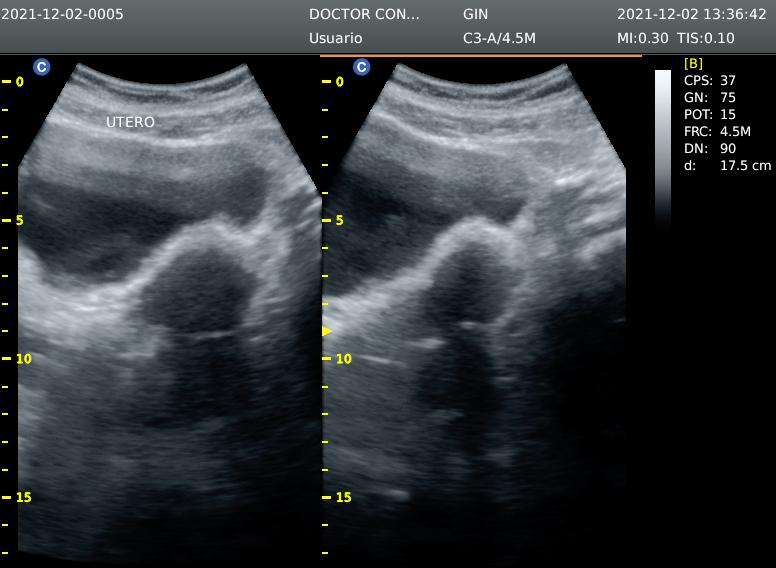 2021-12-02-0005 DOCTOR CON... GIN 2021-12-02 13:36:42
Usuario C3-A/4.5M MI:0.30 TIS:0.10
C C [B]
0 0 CPS: 37
GN: 75
POT: 15
UTERO
FRC: 4.5M
DN: 90
d: 17.5 cm
5 5
10 10
15 15